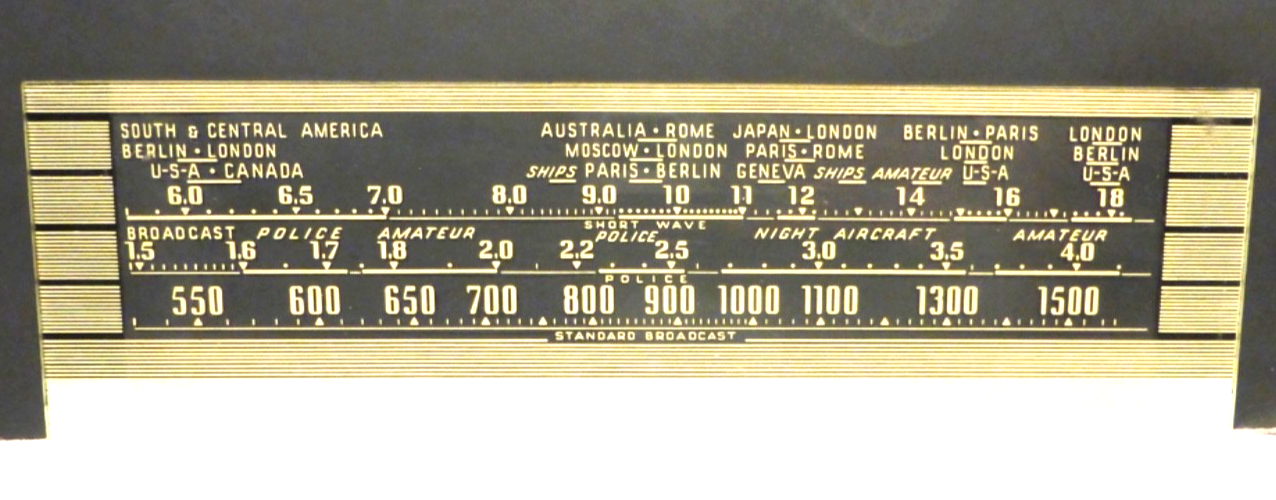 SOUTH & CENTRAL AMERICA AUSTRALIA • ROME JAPAN • LONDON BERLIN • PARIS LONDON
BERLIN • LONDON MOSCOW • LONDON PARIS • ROME LONDON BERLIN
U-S-A • CANADA SHIPS PARIS • BERLIN GENEVA SHIPS AMATEUR U-S-A U-S-A
6.0 6.5 7.0 8.0 9.0 10 11 12 14 16 18
SHORT WAVE
BROADCAST POLICE AMATEUR POLICE NIGHT AIRCRAFT AMATEUR
1.5 1.6 1.7 1.8 2.0 2.2 2.5 3.0 3.5 4.0
POLICE
550 600 650 700 800 900 1000 1100 1300 1500
STANDARD BROADCAST